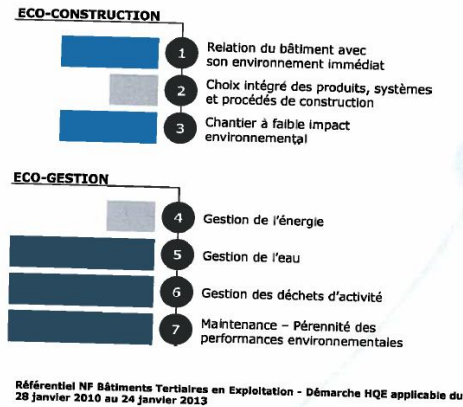 ECO-CONSTRUCTION
1 Relation du bâtiment avec
son environnement immédiat
2 Choix intégré des produits, systèmes
et procédés de construction
3 Chantier à faible impact
environnemental
ECO-GESTION
4 Gestion de l'énergie
5 Gestion de l'eau
6 Gestion des déchets d'activité
7 Maintenance – Pérennité des
performances environnementales
Référentiel NF Bâtiments Tertiaires en Exploitation - Démarche HQE applicable du
28 janvier 2010 au 24 janvier 2013